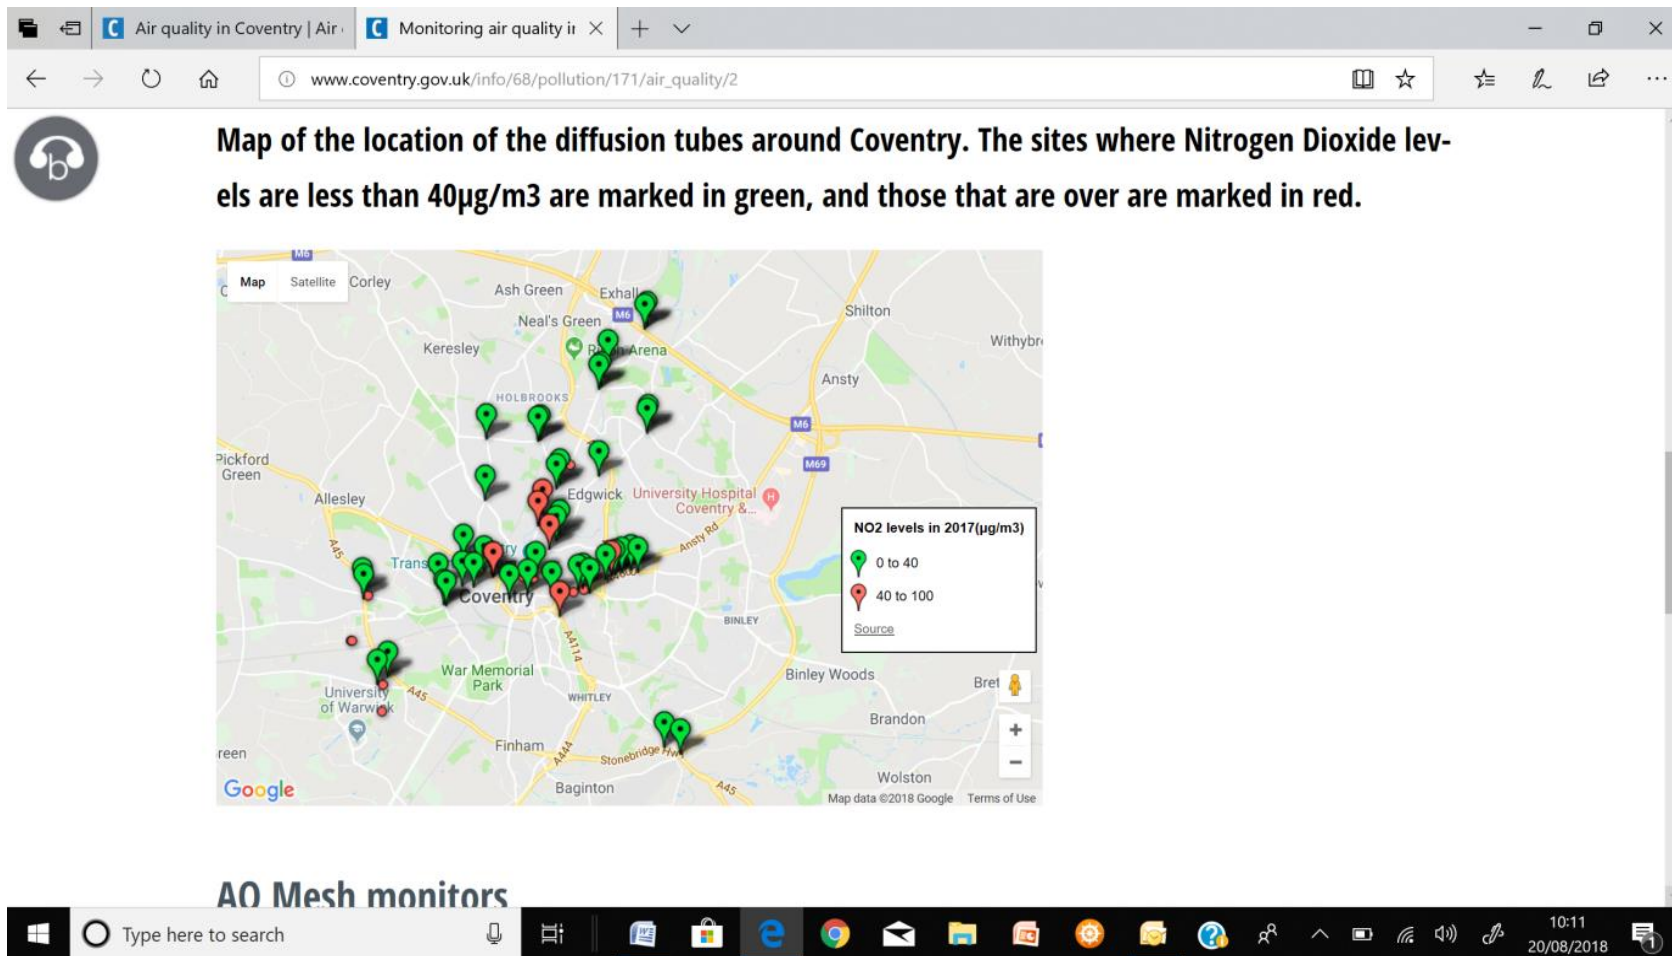 Air quality in Coventry | Air
Monitoring air quality in
www.coventry.gov.uk/info/68/pollution/171/air_quality/2
b
Map of the location of the diffusion tubes around Coventry. The sites where Nitrogen Dioxide lev-
els are less than 40µg/m3 are marked in green, and those that are over are marked in red.
M6
Map
Satellite
Corley
Ash Green
Exhall
Neal's Green
M6
Shilton
Withybr
Keresley
Arena
Ansty
HOLBROOKS
M6
M69
Pickford
Green
Allesley
Edgwick
University Hospital
Coventry &...
H
Ansty Rd
A45
Trans
Coventry
NO2 levels in 2017(µg/m3)
0 to 40
40 to 100
Source
BINLEY
A4114
War Memorial
Park
Binley Woods
Bret
University
of Warwick
A45
WHITLEY
Brandon
Finham
A444
Stonebridge Hwy
reen
Wolston
Google
Baginton
A45
Map data ©2018 Google
Terms of Use
AQ Mesh monitors
Type here to search
10:11
20/08/2018
1